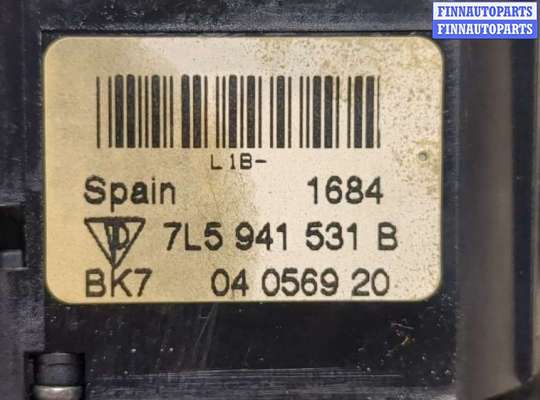 FINNAUTOPARTS
FINNAUTOPARTS
L1B-
Spain 1684
7L5 941 531 B
BK7 04 0569 20